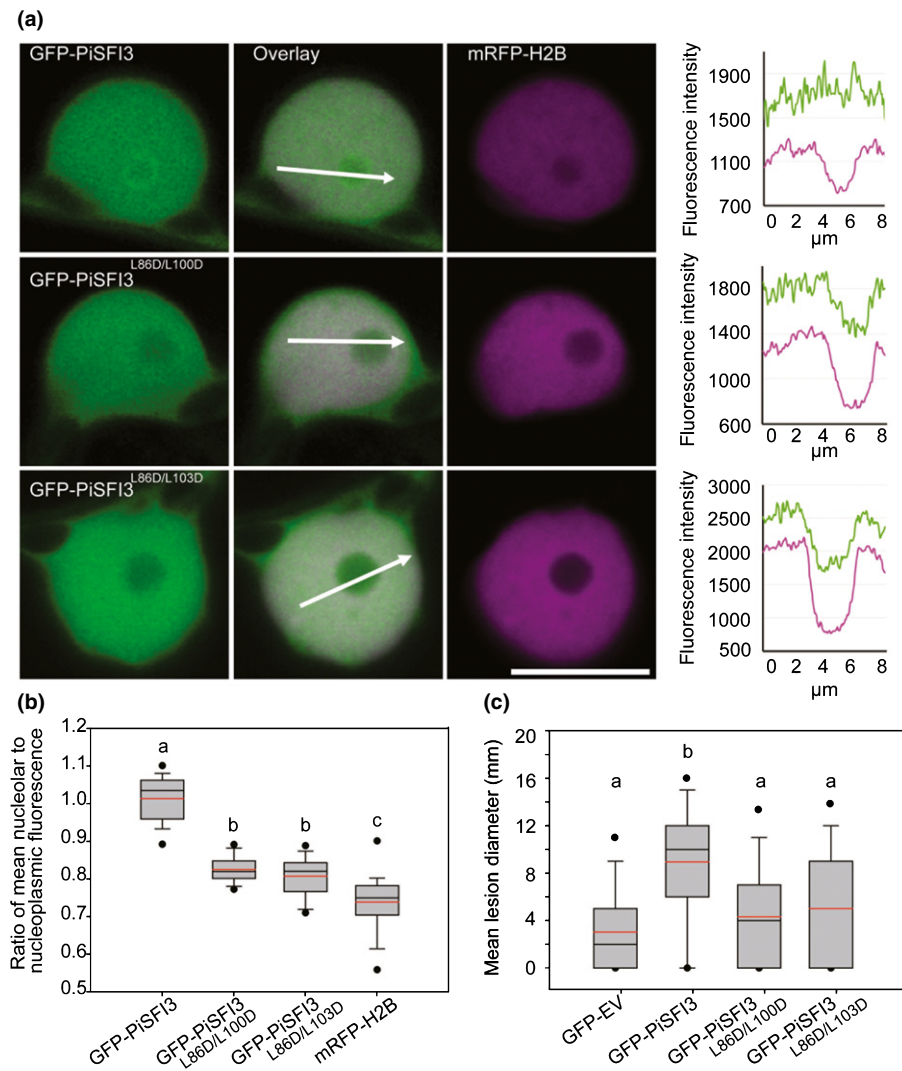 (a)
GFP-PiSFI3 Overlay mRFP-H2B
GFP-PiSFI3 L86D/L100D
GFP-PiSFI3 L86D/L103D
Fluorescence intensity
1900
1500
1100
700
0 2 4 6 8
µm
Fluorescence intensity
1800
1400
1000
600
0 2 4 6 8
µm
Fluorescence intensity
3000
2500
2000
1500
1000
500
0 2 4 6 8
µm
(b)
Ratio of mean nucleolar to
nucleoplasmic fluorescence
1.2
1.1
1.0
0.9
0.8
0.7
0.6
0.5
a
b
b
c
GFP-PiSFI3
GFP-PiSFI3
L86D/L100D
GFP-PiSFI3
L86D/L103D
mRFP-H2B
(c)
Mean lesion diameter (mm)
20
16
12
8
4
0
a
b
a
a
GFP-EV
GFP-PiSFI3
GFP-PiSFI3
L86D/L100D
GFP-PiSFI3
L86D/L103D